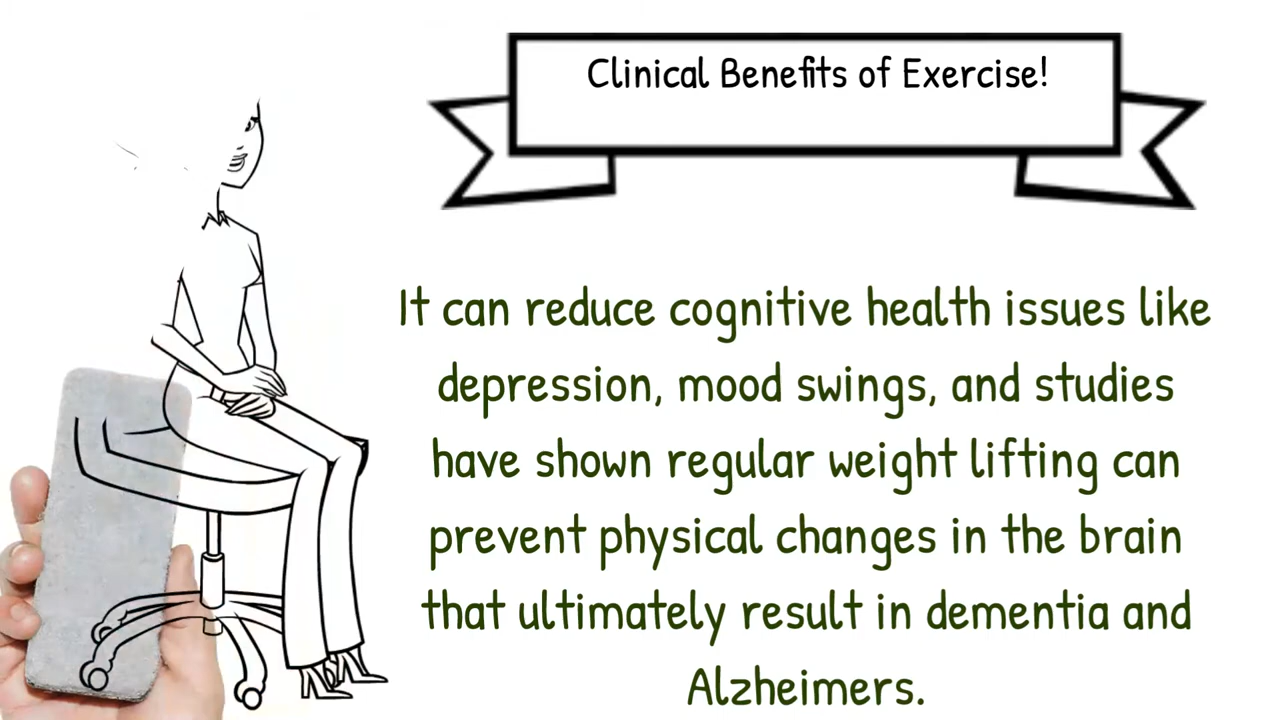 Clinical Benefits of Exercise!
It can reduce cognitive health issues like
depression, mood swings, and studies
have shown regular weight lifting can
prevent physical changes in the brain
that ultimately result in dementia and
Alzheimers.